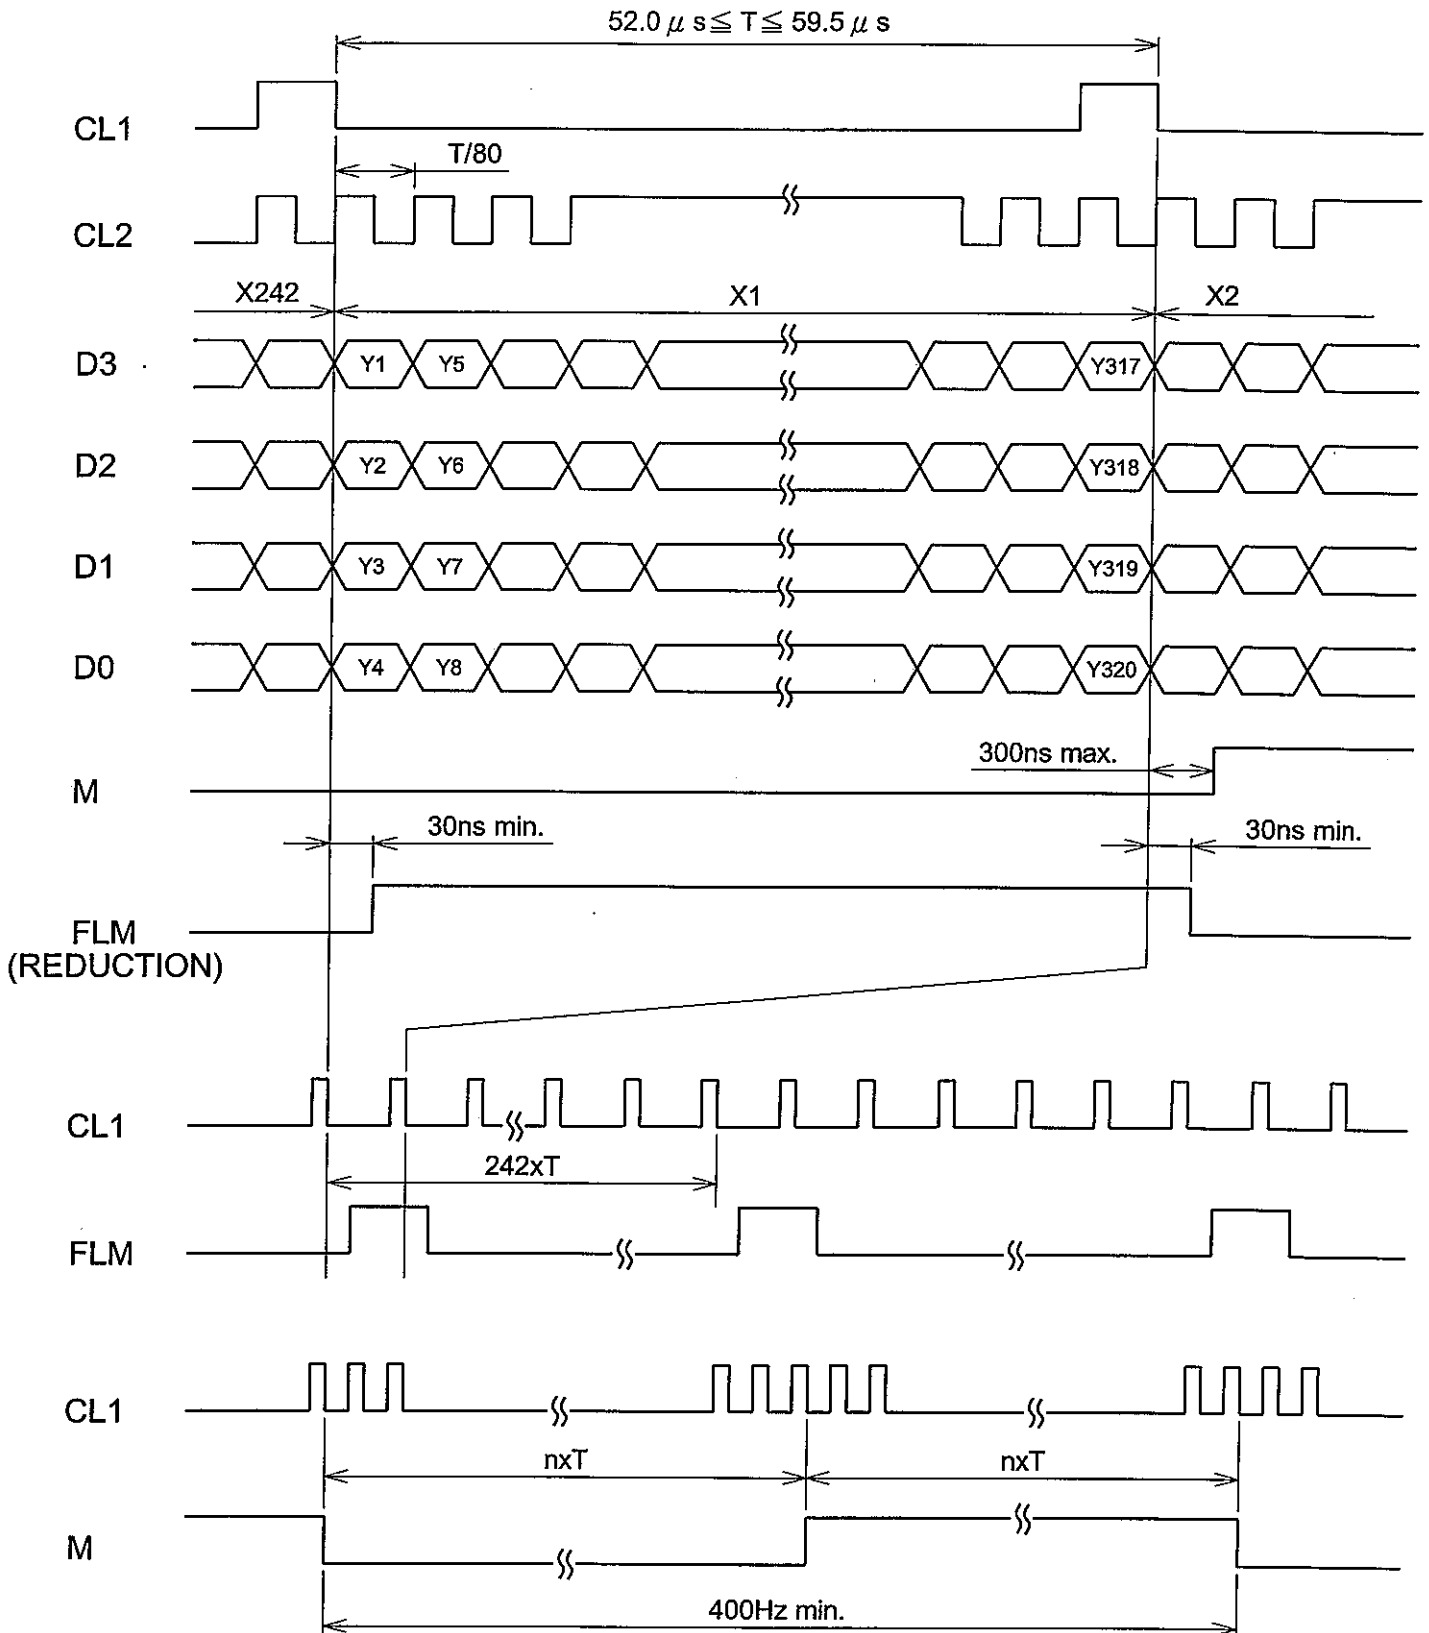 52.0 μ s ≦ T ≦ 59.5 μ s
CL1
T/80
CL2
X242 X1 X2
D3 Y1 Y5 Y317
D2 Y2 Y6 Y318
D1 Y3 Y7 Y319
D0 Y4 Y8 Y320
300ns max.
M
30ns min. 30ns min.
FLM
(REDUCTION)
CL1
242xT
FLM
CL1
nxT nxT
M
400Hz min.